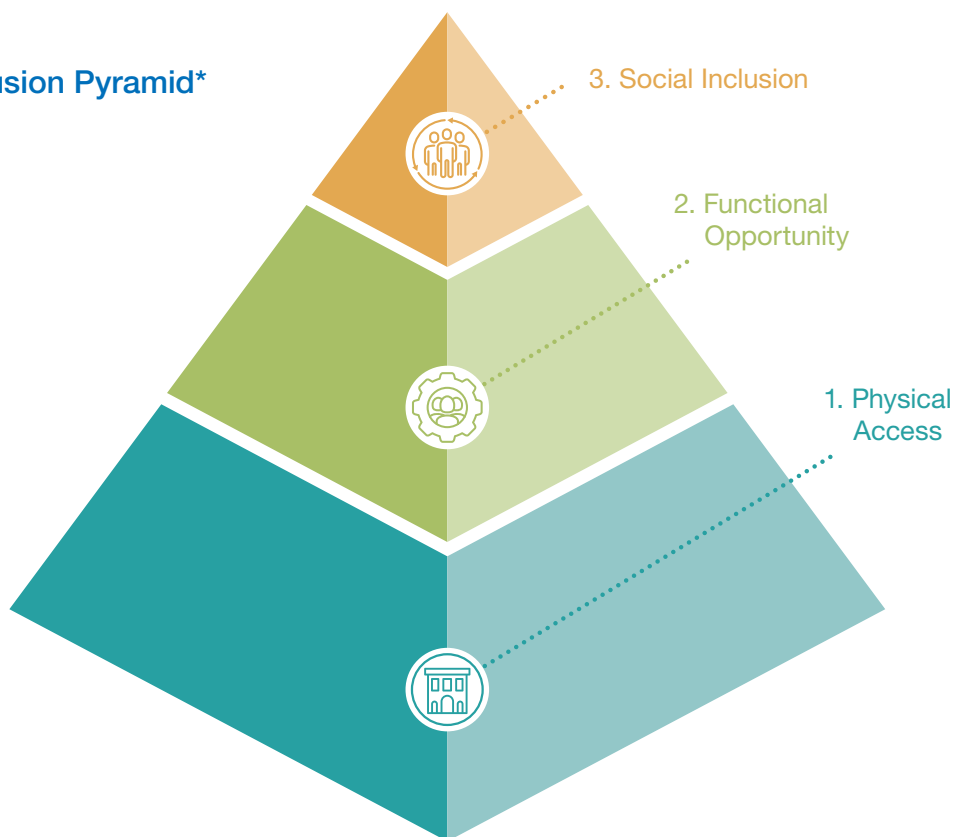 usion Pyramid*
3. Social Inclusion
2. Functional
Opportunity
1. Physical
Access